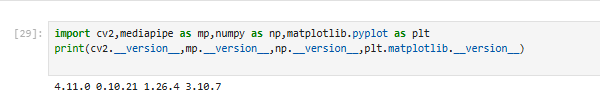 [29]: import cv2,mediapipe as mp,numpy as np,matplotlib.pyplot as plt
print(cv2.__version__,mp.__version__,np.__version__,plt.matplotlib.__version__)
4.11.0 0.10.21 1.26.4 3.10.7